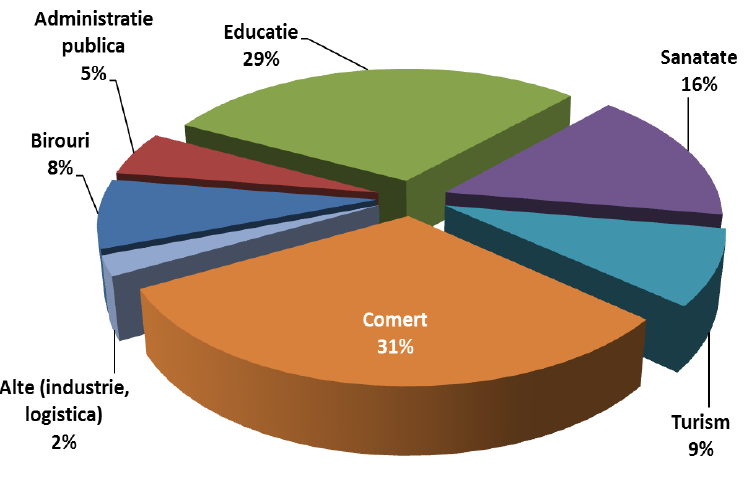 Administratie
publica
5%
Educatie
29%
Sanatate
16%
Birouri
8%
Comert
31%
Alte (industrie,
logistica)
2%
Turism
9%